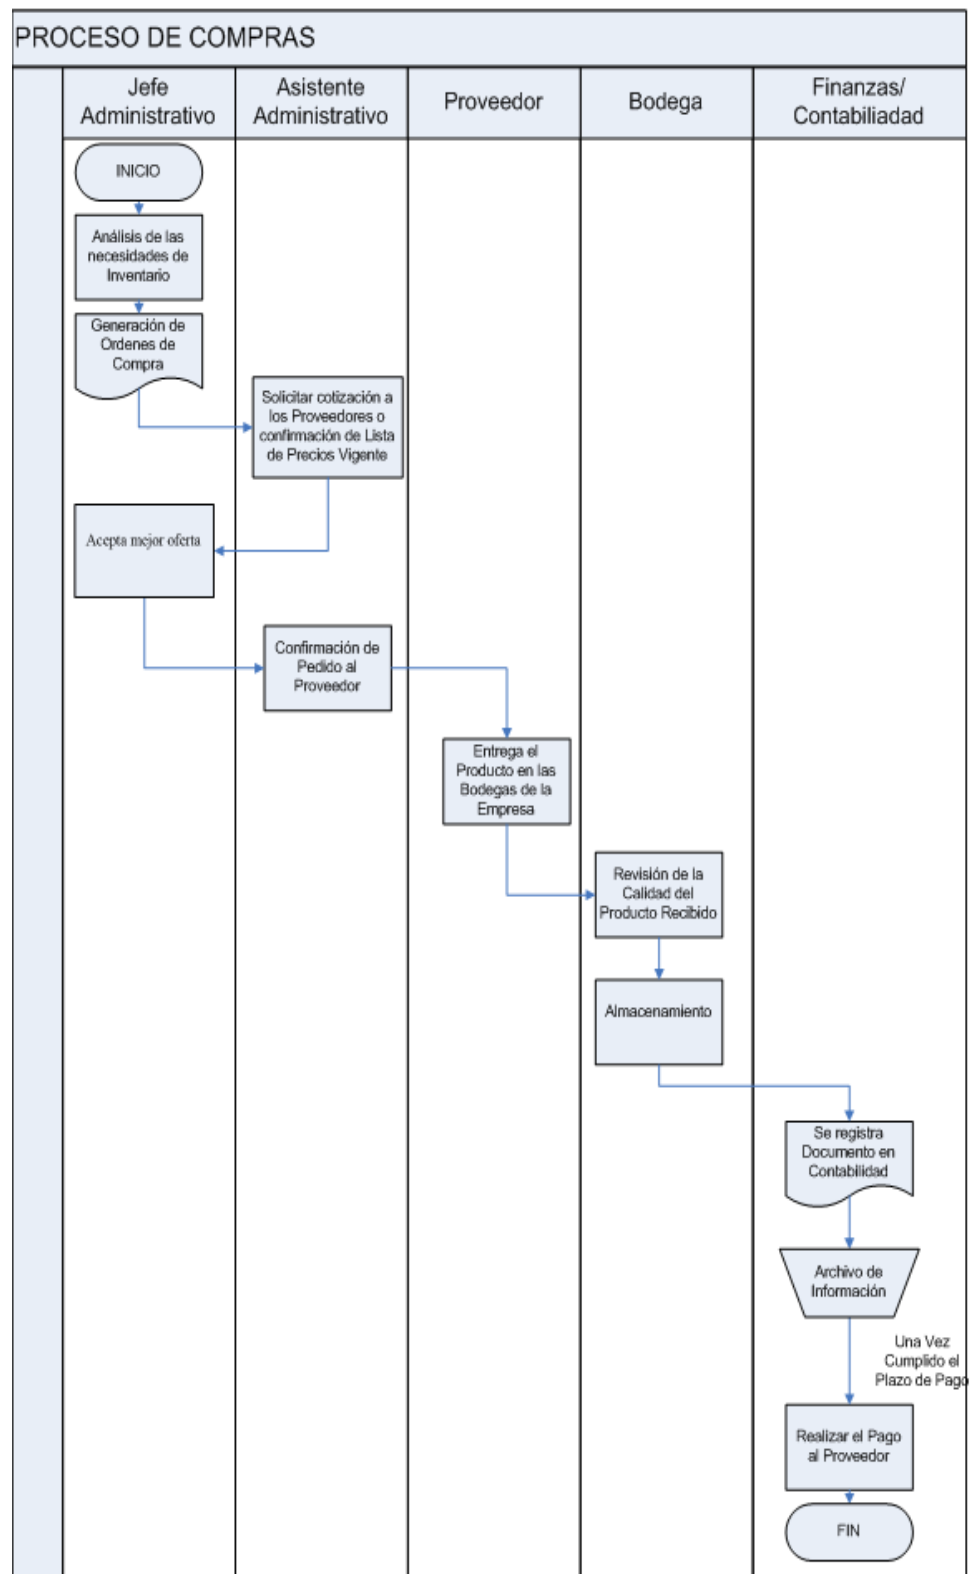 PROCESO DE COMPRAS
Jefe
Administrativo
Asistente
Administrativo
Proveedor
Bodega
Finanzas/
Contabiliadad
INICIO
Análisis de las
necesidades de
Inventario
Generación de
Ordenes de
Compra
Solicitar cotización a
los Proveedores o
confirmación de Lista
de Precios Vigente
Acepta mejor oferta
Confirmación de
Pedido al
Proveedor
Entrega el
Producto en las
Bodegas de la
Empresa
Revisión de la
Calidad del
Producto Recibido
Almacenamiento
Se registra
Documento en
Contabilidad
Archivo de
Información
Una Vez
Cumplido el
Plazo de Pago
Realizar el Pago
al Proveedor
FIN